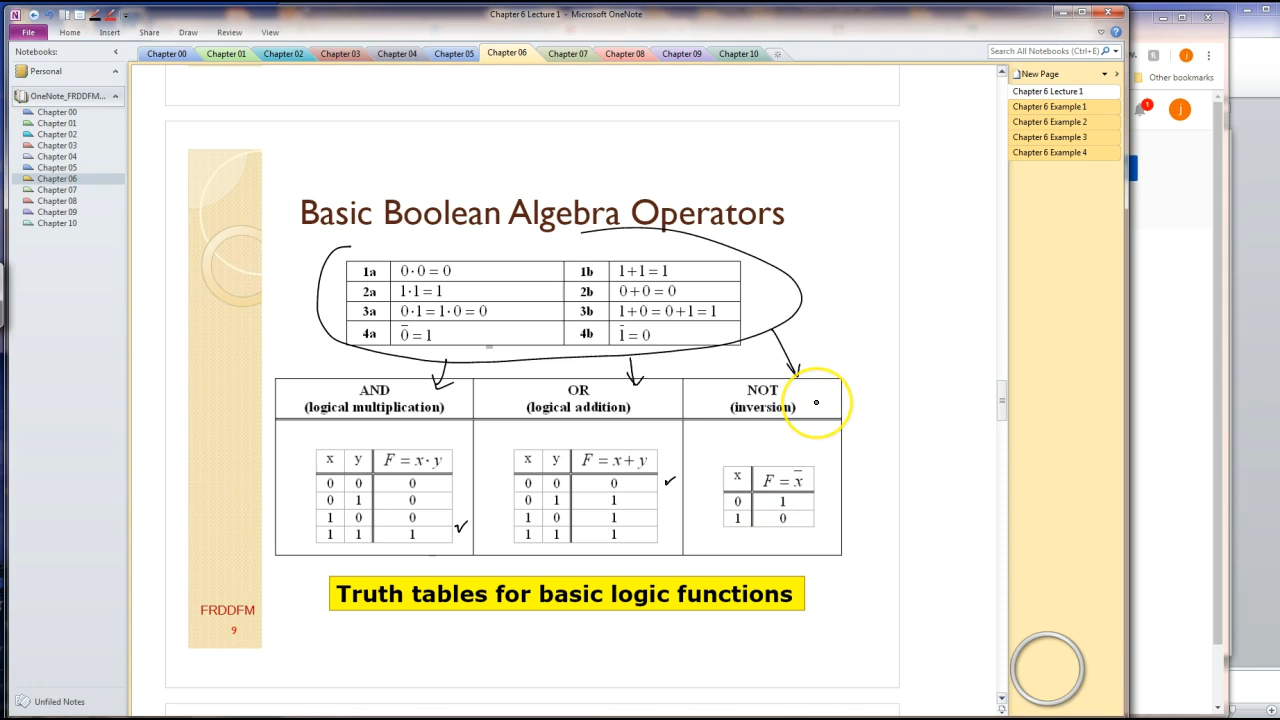 Chapter 6 Lecture 1 - Microsoft OneNote
File Home Insert Share Draw Review View
Notebooks:
Chapter 00 Chapter 01 Chapter 02 Chapter 03 Chapter 04 Chapter 05 Chapter 06 Chapter 07 Chapter 08 Chapter 09 Chapter 10
Search All Notebooks (Ctrl+E)
Personal
OneNote_FRDDFM...
Chapter 00
Chapter 01
Chapter 02
Chapter 03
Chapter 04
Chapter 05
Chapter 06
Chapter 07
Chapter 08
Chapter 09
Chapter 10
Unfiled Notes
New Page
Chapter 6 Lecture 1
Chapter 6 Example 1
Chapter 6 Example 2
Chapter 6 Example 3
Chapter 6 Example 4
Other bookmarks
j
1
j
Basic Boolean Algebra Operators
1a 0·0=0 1b 1+1=1
2a 1·1=1 2b 0+0=0
3a 0·1=1·0=0 3b 1+0=0+1=1
4a 0̅=1 4b 1̅=0
AND OR NOT
(logical multiplication) (logical addition) (inversion)
x y F = x·y
0 0 0
0 1 0
1 0 0
1 1 1
x y F = x+y
0 0 0
0 1 1
1 0 1
1 1 1
x F = x̅
0 1
1 0
Truth tables for basic logic functions
FRDDFM
9